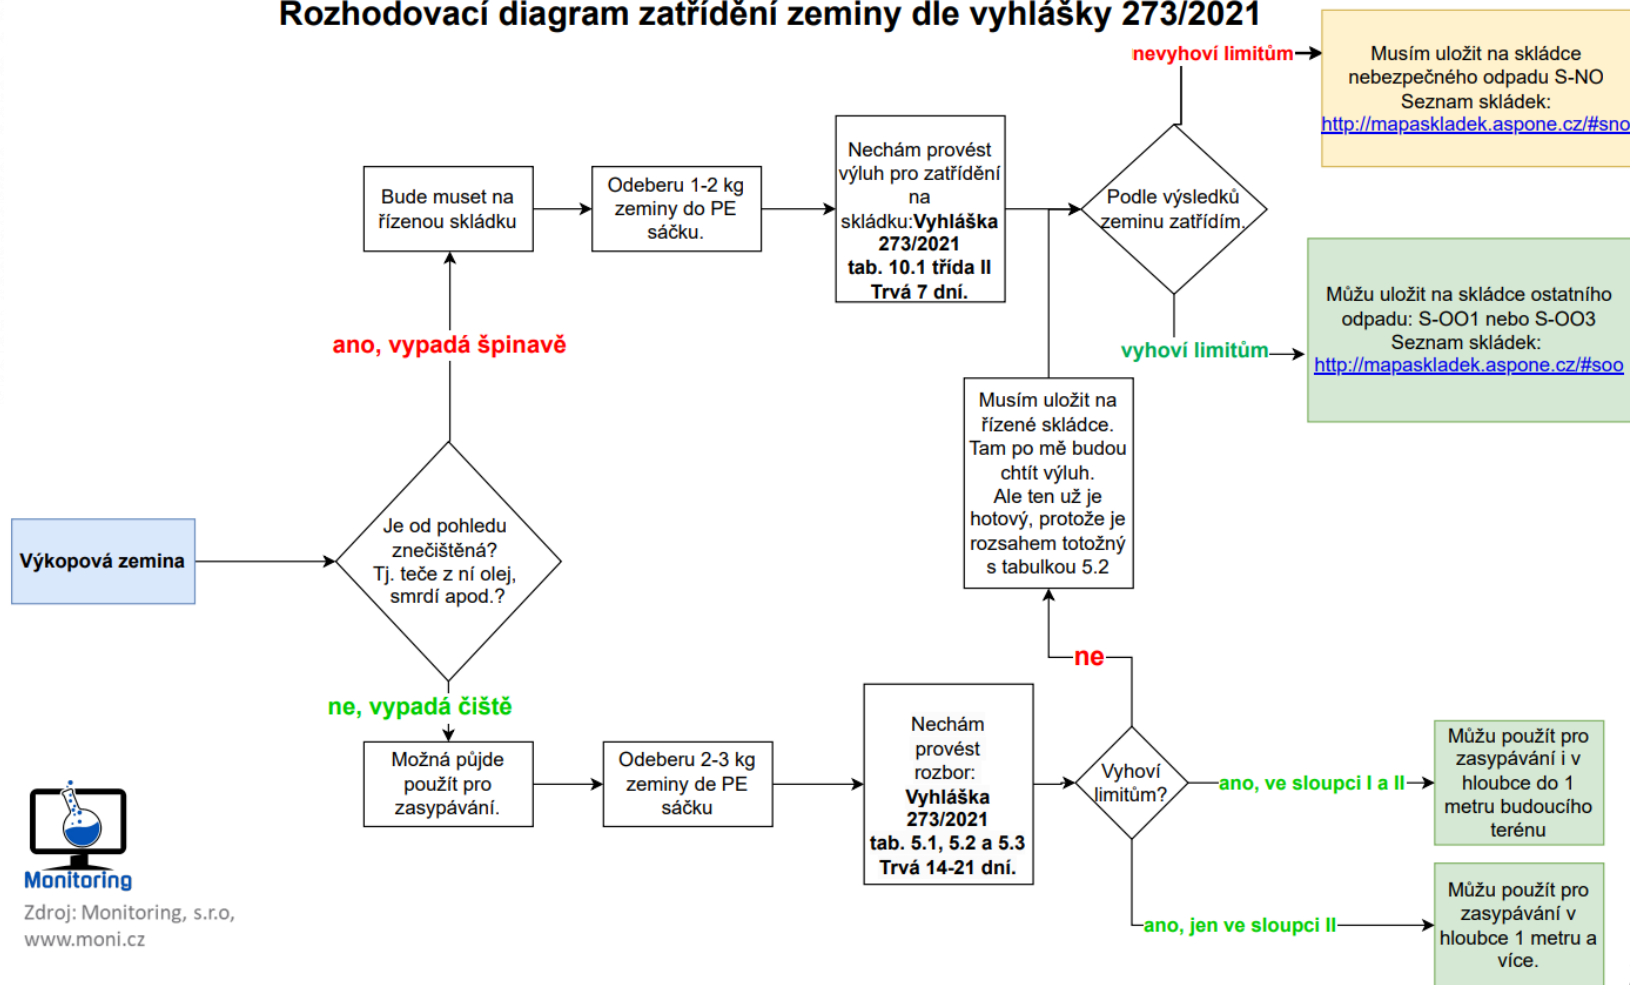 Rozhodovací diagram zatřídění zeminy dle vyhlášky 273/2021
nevyhoví limitům
Musím uložit na skládce
nebezpečného odpadu S-NO
Seznam skládek:
http://mapaskladek.aspone.cz/#sno
Bude muset na
řízenou skládku
Odeberu 1-2 kg
zeminy do PE
sáčku.
Nechám provést
výluh pro zatřídění
na
skládku:Vyhláška
273/2021
tab. 10.1 třída II
Trvá 7 dní.
Podle výsledků
zeminu zatřídím.
Můžu uložit na skládce ostatního
odpadu: S-OO1 nebo S-OO3
Seznam skládek:
http://mapaskladek.aspone.cz/#soo
ano, vypadá špinavě
vyhoví limitům
Musím uložit na
řízené skládce.
Tam po mě budou
chtít výluh.
Ale ten už je
hotový, protože je
rozsahem totožný
s tabulkou 5.2
Výkopová zemina
Je od pohledu
znečištěná?
Tj. teče z ní olej,
smrdí apod.?
ne
ne, vypadá čiště
Možná půjde
použít pro
zasypávání.
Odeberu 2-3 kg
zeminy de PE
sáčku
Nechám
provést
rozbor:
Vyhláška
273/2021
tab. 5.1, 5.2 a 5.3
Trvá 14-21 dní.
Vyhoví
limitům?
ano, ve sloupci I a II
Můžu použít pro
zasypávání i v
hloubce do 1
metru budoucího
terénu
ano, jen ve sloupci II
Můžu použít pro
zasypávání v
hloubce 1 metru a
více.
Monitoring
Zdroj: Monitoring, s.r.o,
www.moni.cz